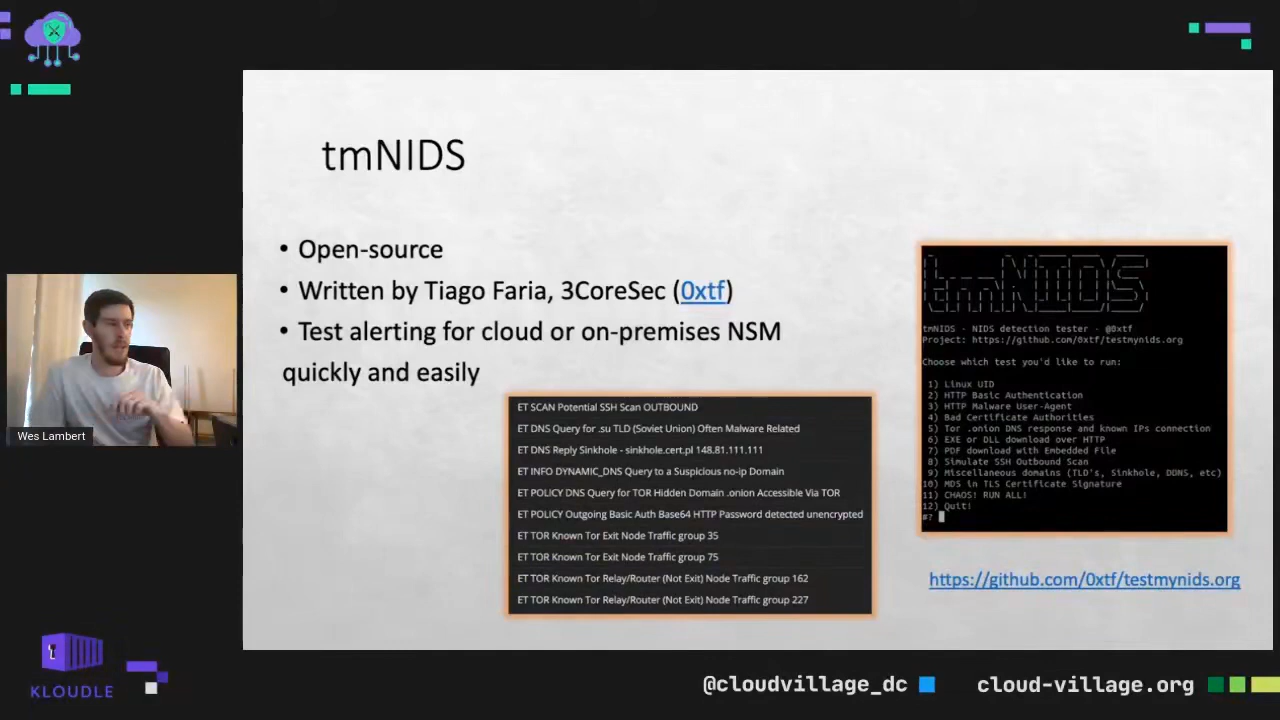 tmNIDS
• Open-source
• Written by Tiago Faria, 3CoreSec (0xtf)
• Test alerting for cloud or on-premises NSM
quickly and easily
ET SCAN Potential SSH Scan OUTBOUND
ET DNS Query for .su TLD (Soviet Union) Often Malware Related
ET DNS Reply Sinkhole - sinkhole.cert.pl 148.81.111.111
ET INFO DYNAMIC_DNS Query to a Suspicious no-ip Domain
ET POLICY DNS Query for TOR Hidden Domain .onion Accessible Via TOR
ET POLICY Outgoing Basic Auth Base64 HTTP Password detected unencrypted
ET TOR Known Tor Exit Node Traffic group 35
ET TOR Known Tor Exit Node Traffic group 75
ET TOR Known Tor Relay/Router (Not Exit) Node Traffic group 162
ET TOR Known Tor Relay/Router (Not Exit) Node Traffic group 227
tmNIDS
tmNIDS - NIDS detection tester - @0xtf
Project: https://github.com/0xtf/testmynids.org
Choose which test you'd like to run:
1) Linux UID
2) HTTP Basic Authentication
3) HTTP Malware User-Agent
4) Bad Certificate Authorities
5) Tor .onion DNS response and known IPs connection
6) EXE or DLL download over HTTP
7) PDF download with Embedded File
8) Simulate SSH Outbound Scan
9) Miscellaneous domains (TLD's, Sinkhole, DDNS, etc)
10) MD5 in TLS Certificate Signature
11) CHAOS! RUN ALL!
12) Quit!
#?
https://github.com/0xtf/testmynids.org
Wes Lambert
KLOUDLE
@cloudvillage_dc
cloud-village.org